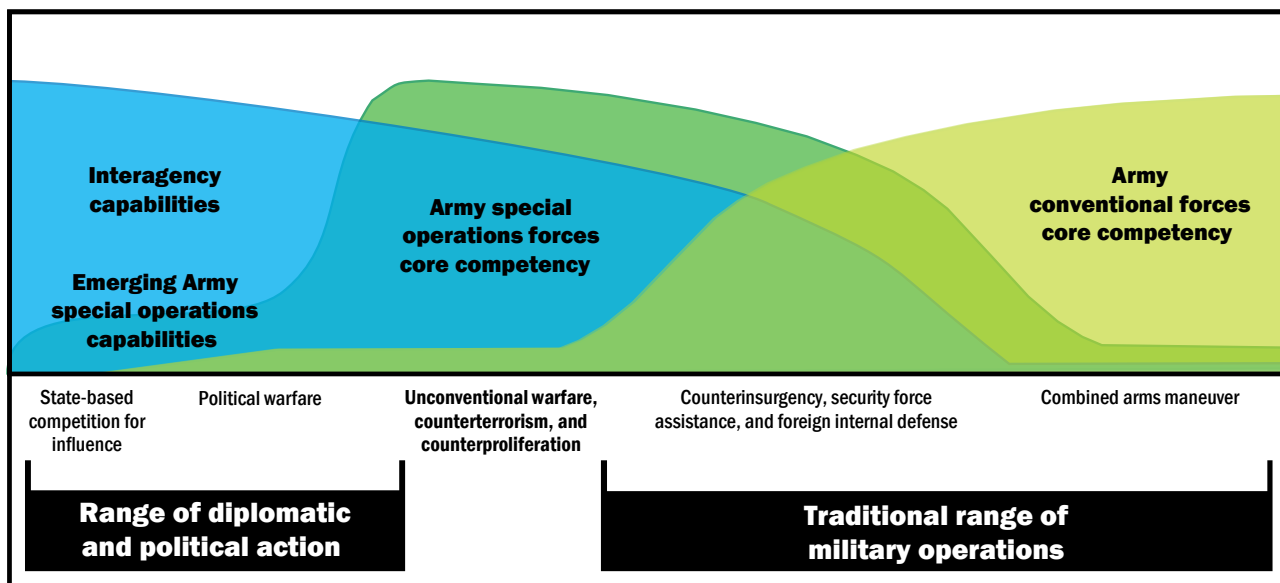 Interagency
capabilities
Emerging Army
special operations
capabilities
Army special
operations forces
core competency
Army
conventional forces
core competency
State-based
competition for
influence
Political warfare
Unconventional warfare,
counterterrorism, and
counterproliferation
Counterinsurgency, security force
assistance, and foreign internal defense
Combined arms maneuver
Range of diplomatic
and political action
Traditional range of
military operations